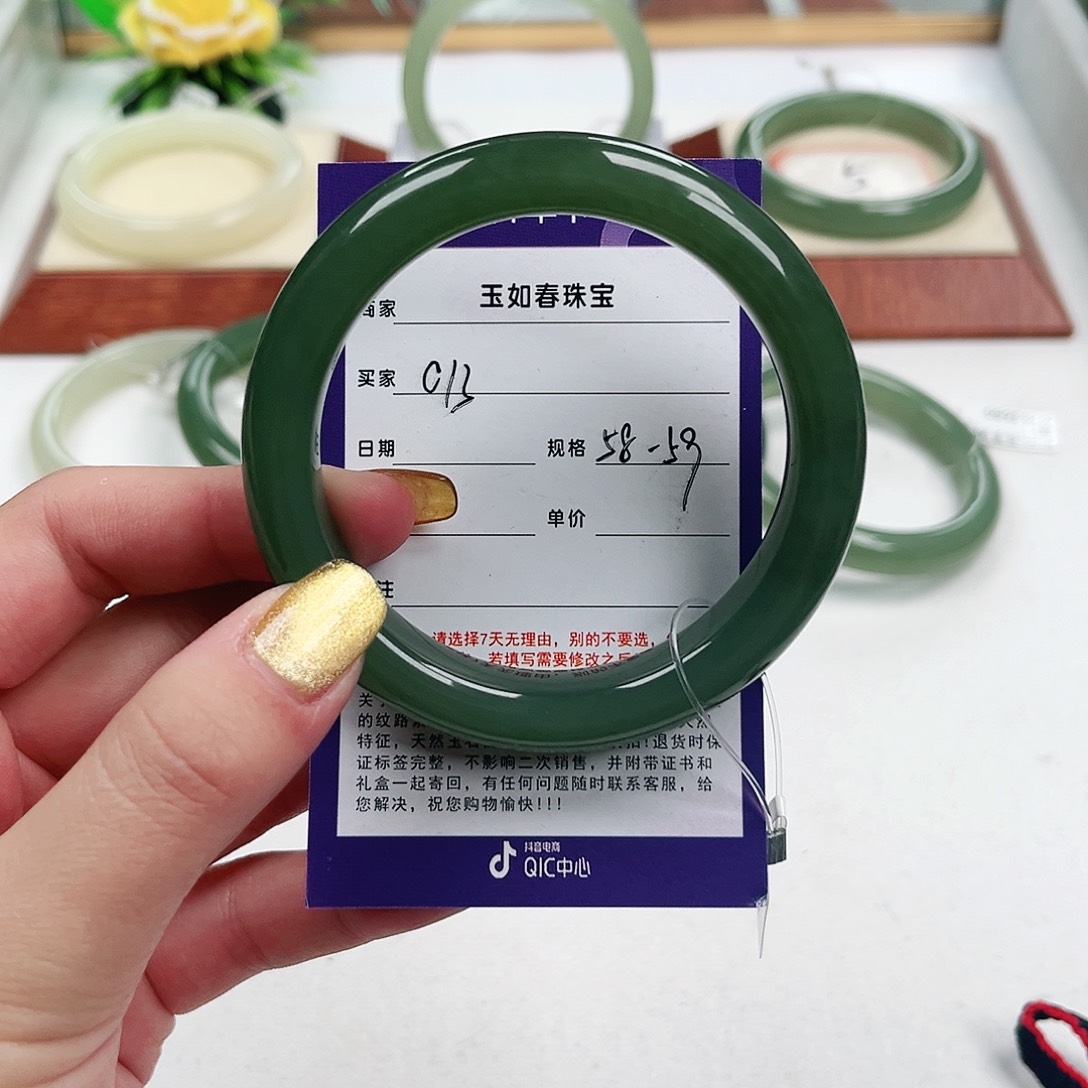 商家 玉如春珠宝
买家 C13
日期 规格 58-59
单价
注
请选择7天无理由，别的不要选，
若填写需要修改之后
的纹路
特征，天然玉石 退货时保
证标签完整，不影响二次销售，并附带证书和
礼盒一起寄回，有任何问题随时联系客服，给
您解决，祝您购物愉快!!!
抖音电商
QIC中心